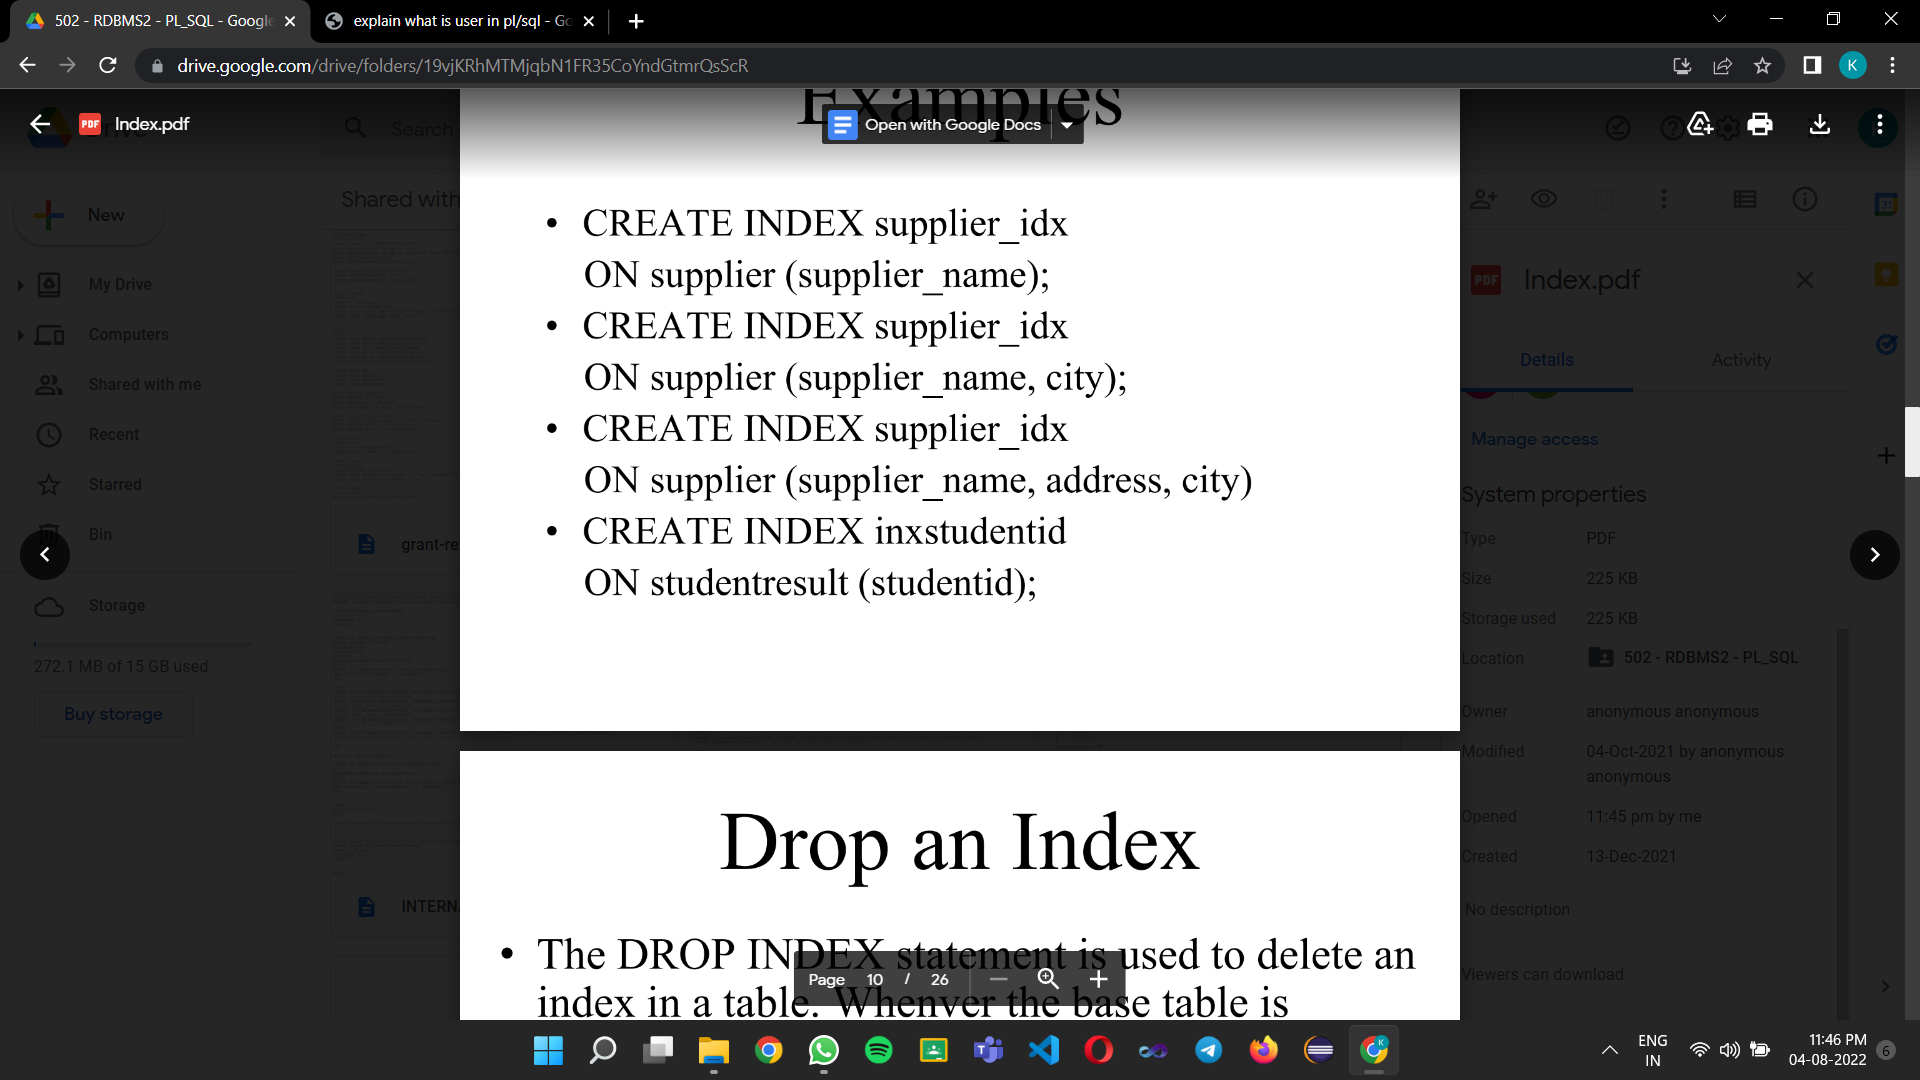 502 - RDBMS2 - PL_SQL - Google
explain what is user in pl/sql - Go
drive.google.com/drive/folders/19vjKRhMTMjqbN1FR35CoYndGtmrQsScR
K
PDF
Index.pdf
Search
Open with Google Docs
Examples
New
My Drive
Computers
Shared with me
Recent
Starred
Bin
Storage
272.1 MB of 15 GB used
Buy storage
Shared with
grant-re
INTERN
• CREATE INDEX supplier_idx
ON supplier (supplier_name);
• CREATE INDEX supplier_idx
ON supplier (supplier_name, city);
• CREATE INDEX supplier_idx
ON supplier (supplier_name, address, city)
• CREATE INDEX inxstudentid
ON studentresult (studentid);
Drop an Index
• The DROP INDEX statement is used to delete an
index in a table. Whenver the base table is
Page 10 / 26
PDF
Index.pdf
Details
Activity
Manage access
System properties
Type PDF
Size 225 KB
Storage used 225 KB
Location 502 - RDBMS2 - PL_SQL
Owner anonymous anonymous
Modified 04-Oct-2021 by anonymous
anonymous
Opened 11:45 pm by me
Created 13-Dec-2021
No description
Viewers can download
31
ENG
IN
11:46 PM
04-08-2022
6